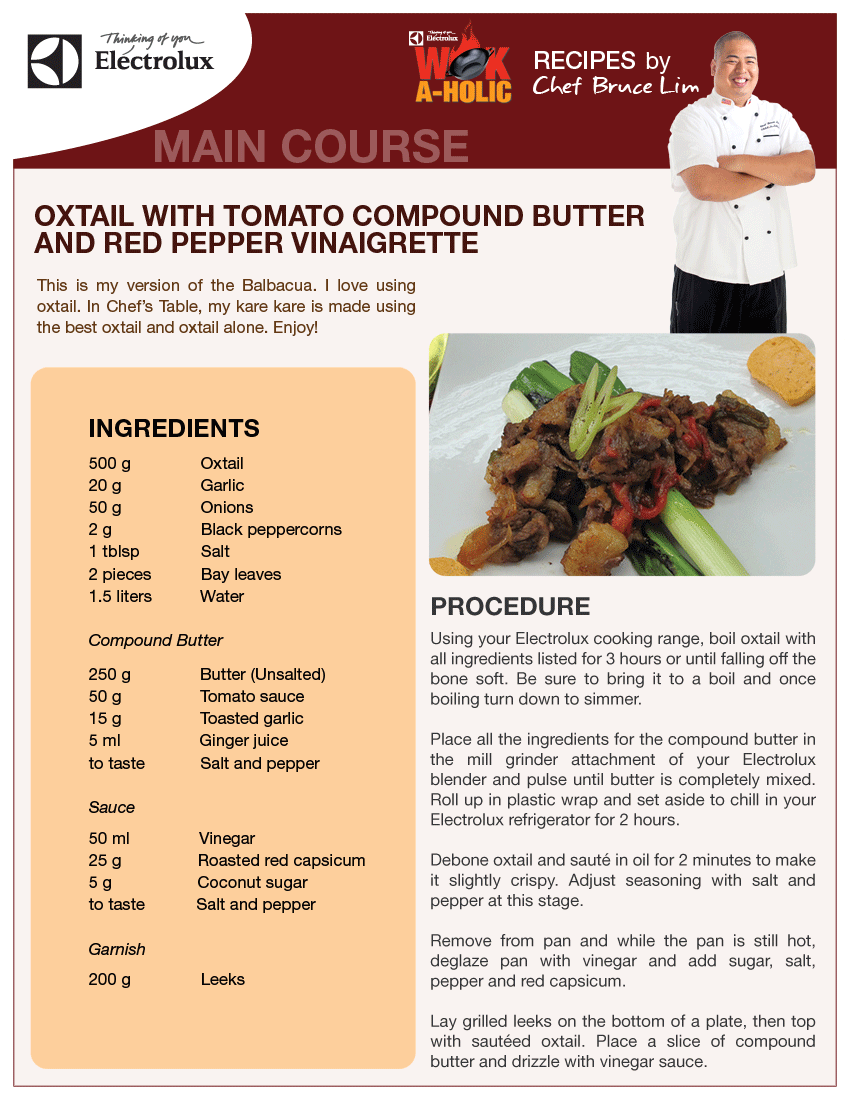 Thinking of you
Electrolux
Thinking of you
Electrolux
WOK
A-HOLIC
RECIPES by
Chef Bruce Lim
MAIN COURSE
OXTAIL WITH TOMATO COMPOUND BUTTER
AND RED PEPPER VINAIGRETTE
This is my version of the Balbacua. I love using
oxtail. In Chef's Table, my kare kare is made using
the best oxtail and oxtail alone. Enjoy!
INGREDIENTS
500 g Oxtail
20 g Garlic
50 g Onions
2 g Black peppercorns
1 tblsp Salt
2 pieces Bay leaves
1.5 liters Water
Compound Butter
250 g Butter (Unsalted)
50 g Tomato sauce
15 g Toasted garlic
5 ml Ginger juice
to taste Salt and pepper
Sauce
50 ml Vinegar
25 g Roasted red capsicum
5 g Coconut sugar
to taste Salt and pepper
Garnish
200 g Leeks
PROCEDURE
Using your Electrolux cooking range, boil oxtail with
all ingredients listed for 3 hours or until falling off the
bone soft. Be sure to bring it to a boil and once
boiling turn down to simmer.
Place all the ingredients for the compound butter in
the mill grinder attachment of your Electrolux
blender and pulse until butter is completely mixed.
Roll up in plastic wrap and set aside to chill in your
Electrolux refrigerator for 2 hours.
Debone oxtail and sauté in oil for 2 minutes to make
it slightly crispy. Adjust seasoning with salt and
pepper at this stage.
Remove from pan and while the pan is still hot,
deglaze pan with vinegar and add sugar, salt,
pepper and red capsicum.
Lay grilled leeks on the bottom of a plate, then top
with sautéed oxtail. Place a slice of compound
butter and drizzle with vinegar sauce.